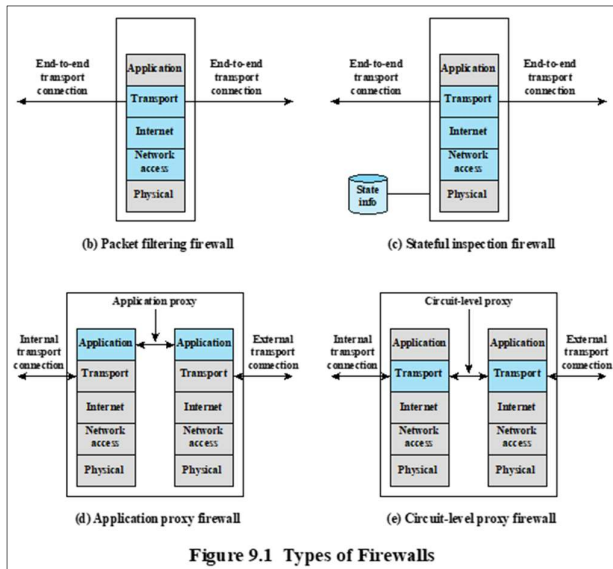 End-to-end
transport
connection
End-to-end
transport
connection
Application
Transport
Internet
Network
access
Physical
(b) Packet filtering firewall
End-to-end
transport
connection
End-to-end
transport
connection
Application
Transport
Internet
Network
access
Physical
State
info
(c) Stateful inspection firewall
Application proxy
Internal
transport
connection
Application
Transport
Internet
Network
access
Physical
Application
Transport
Internet
Network
access
Physical
External
transport
connection
(d) Application proxy firewall
Circuit-level proxy
Internal
transport
connection
Application
Transport
Internet
Network
access
Physical
Application
Transport
Internet
Network
access
Physical
External
transport
connection
(e) Circuit-level proxy firewall
Figure 9.1 Types of Firewalls